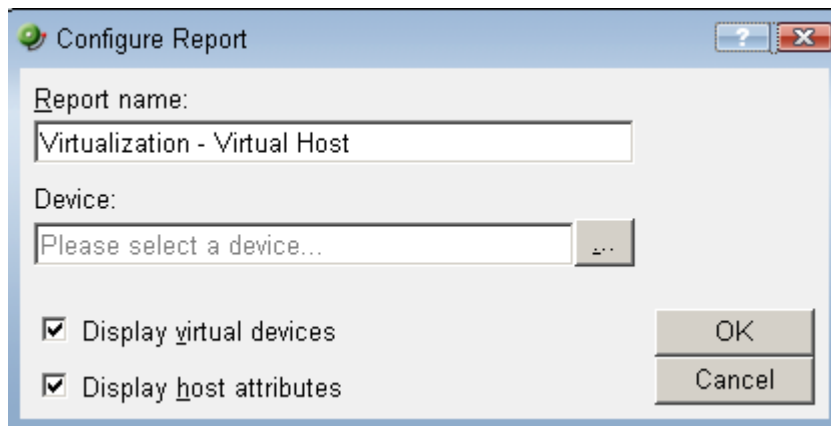 Configure Report
?
Report name:
Virtualization - Virtual Host
Device:
Please select a device...
...
Display virtual devices
Display host attributes
OK
Cancel